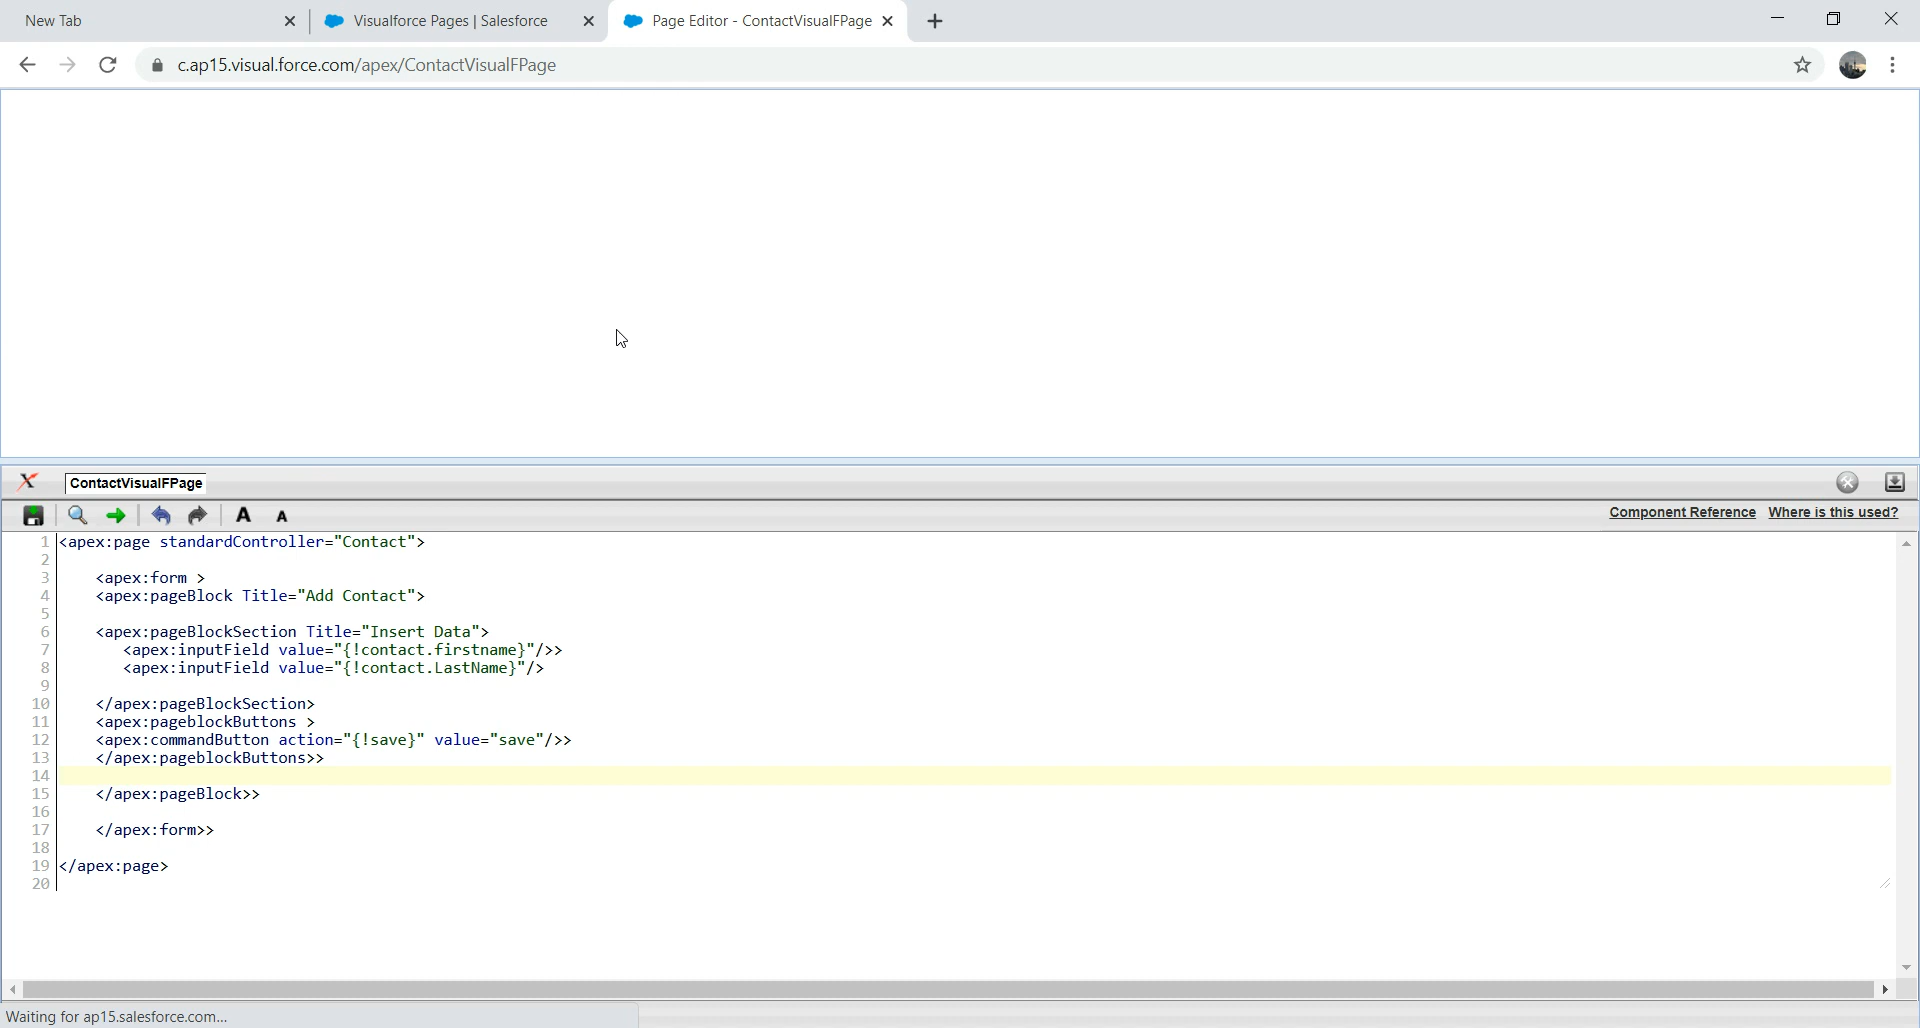 New Tab
Visualforce Pages | Salesforce
Page Editor - ContactVisualFPage
c.ap15.visual.force.com/apex/ContactVisualFPage
ContactVisualFPage
A A
Component Reference Where is this used?
1 <apex:page standardController="Contact">
2
3 <apex:form >
4 <apex:pageBlock Title="Add Contact">
5
6 <apex:pageBlockSection Title="Insert Data">
7 <apex:inputField value="{!contact.firstname}"/>>
8 <apex:inputField value="{!contact.LastName}"/>
9
10 </apex:pageBlockSection>
11 <apex:pageblockButtons >
12 <apex:commandButton action="{!save}" value="save"/>>
13 </apex:pageblockButtons>>
14
15 </apex:pageBlock>>
16
17 </apex:form>>
18
19 </apex:page>
20
Waiting for ap15.salesforce.com...